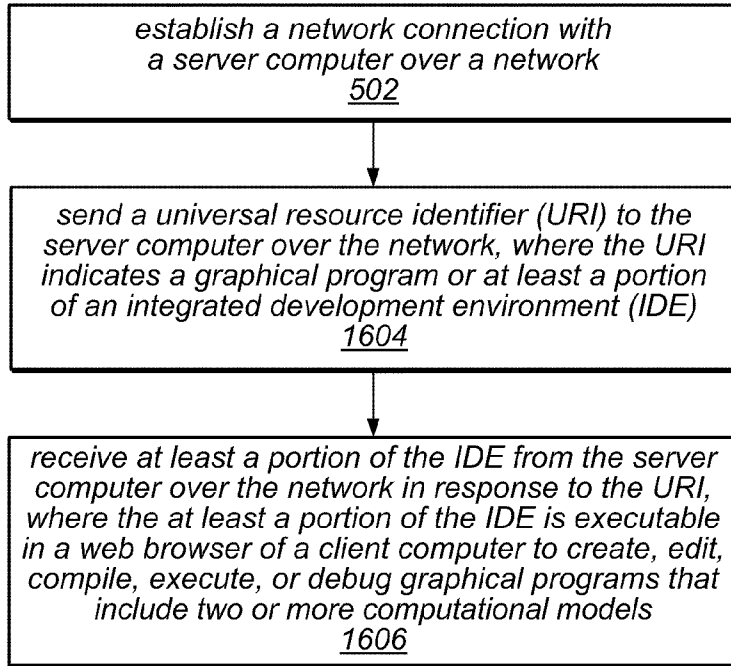 establish a network connection with
a server computer over a network
502
send a universal resource identifier (URI) to the
server computer over the network, where the URI
indicates a graphical program or at least a portion
of an integrated development environment (IDE)
1604
receive at least a portion of the IDE from the server
computer over the network in response to the URI,
where the at least a portion of the IDE is executable
in a web browser of a client computer to create, edit,
compile, execute, or debug graphical programs that
include two or more computational models
1606